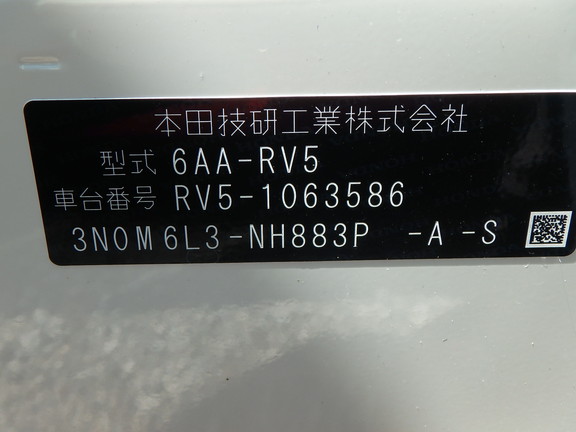 本田技研工業株式会社
型式 6AA-RV5
車台番号 RV5-1063586
3N0M6L3-NH883P -A -S